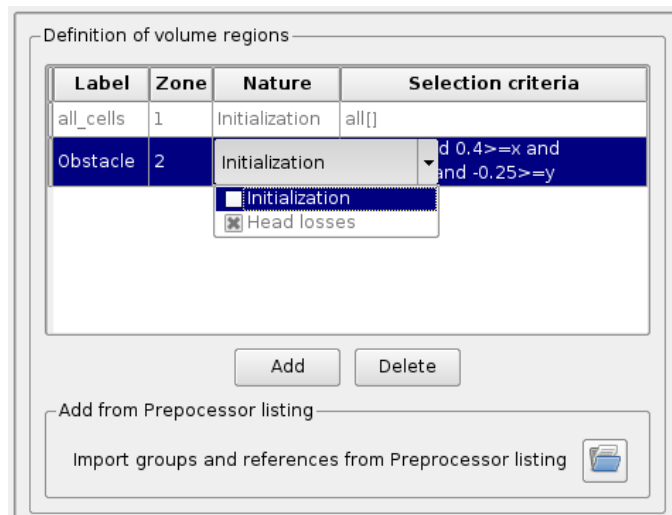 Definition of volume regions
Label Zone Nature Selection criteria
all_cells 1 Initialization all[]
Obstacle 2 Initialization d 0.4>=x and
and -0.25>=y
Initialization
Head losses
Add Delete
Add from Prepocessor listing
Import groups and references from Preprocessor listing